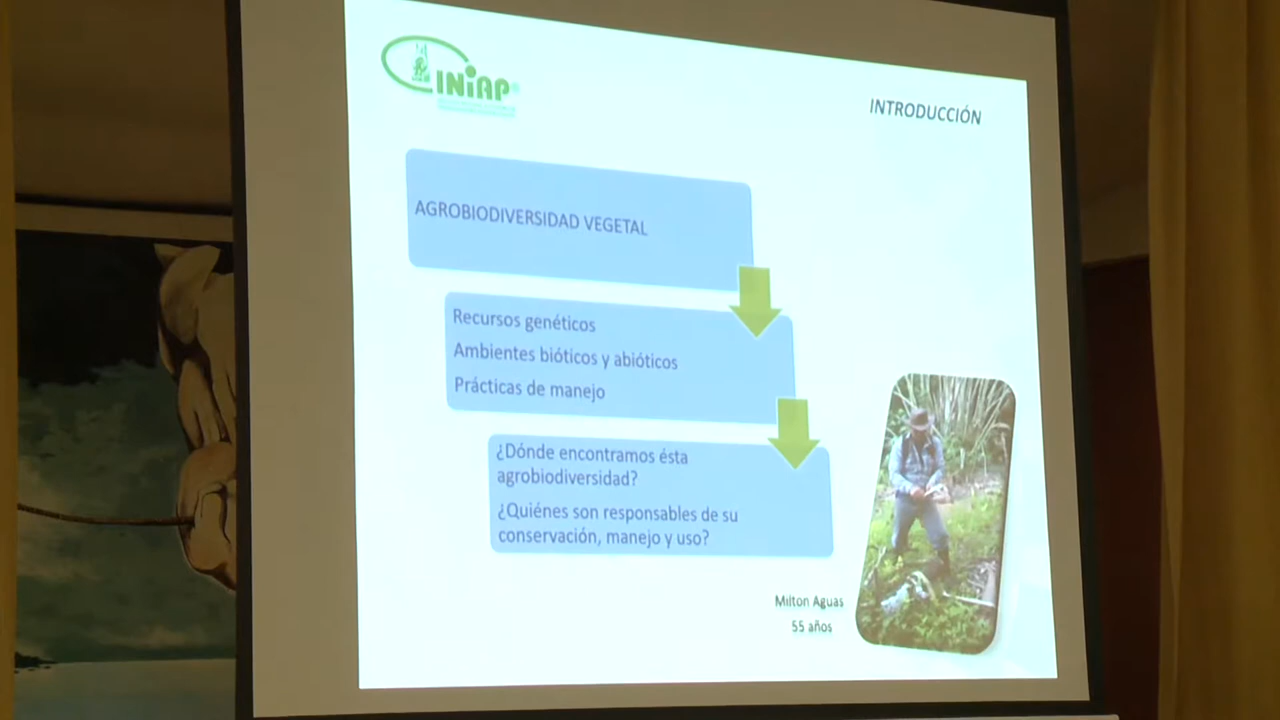 INIAP
INTRODUCCIÓN
AGROBIODIVERSIDAD VEGETAL
Recursos genéticos
Ambientes bióticos y abióticos
Prácticas de manejo
¿Dónde encontramos ésta
agrobiodiversidad?
¿Quiénes son responsables de su
conservación, manejo y uso?
Milton Aguas
55 años